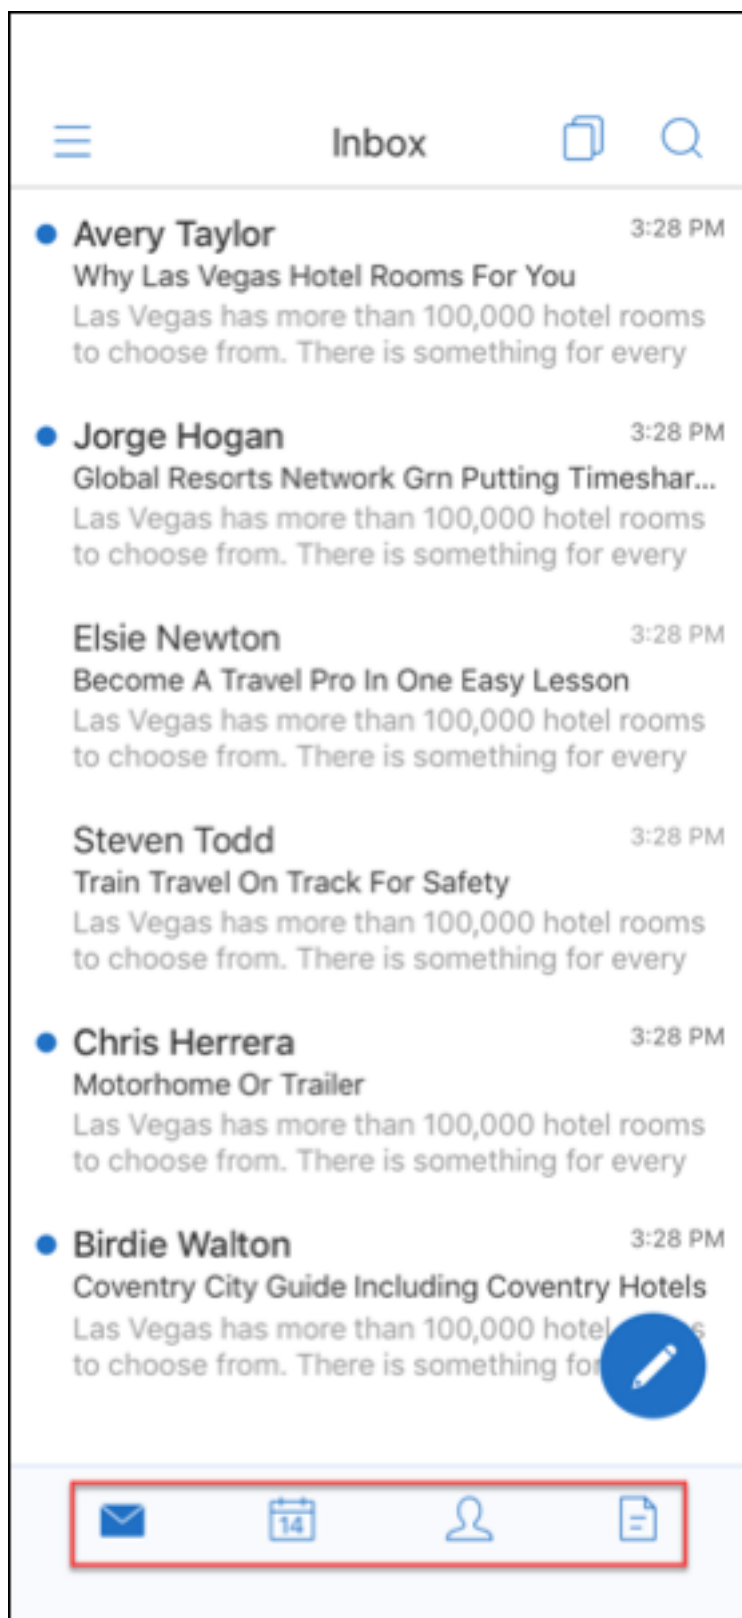 Inbox
Avery Taylor 3:28 PM
Why Las Vegas Hotel Rooms For You
Las Vegas has more than 100,000 hotel rooms
to choose from. There is something for every
Jorge Hogan 3:28 PM
Global Resorts Network Grn Putting Timeshar...
Las Vegas has more than 100,000 hotel rooms
to choose from. There is something for every
Elsie Newton 3:28 PM
Become A Travel Pro In One Easy Lesson
Las Vegas has more than 100,000 hotel rooms
to choose from. There is something for every
Steven Todd 3:28 PM
Train Travel On Track For Safety
Las Vegas has more than 100,000 hotel rooms
to choose from. There is something for every
Chris Herrera 3:28 PM
Motorhome Or Trailer
Las Vegas has more than 100,000 hotel rooms
to choose from. There is something for every
Birdie Walton 3:28 PM
Coventry City Guide Including Coventry Hotels
Las Vegas has more than 100,000 hotel
to choose from. There is something for
14